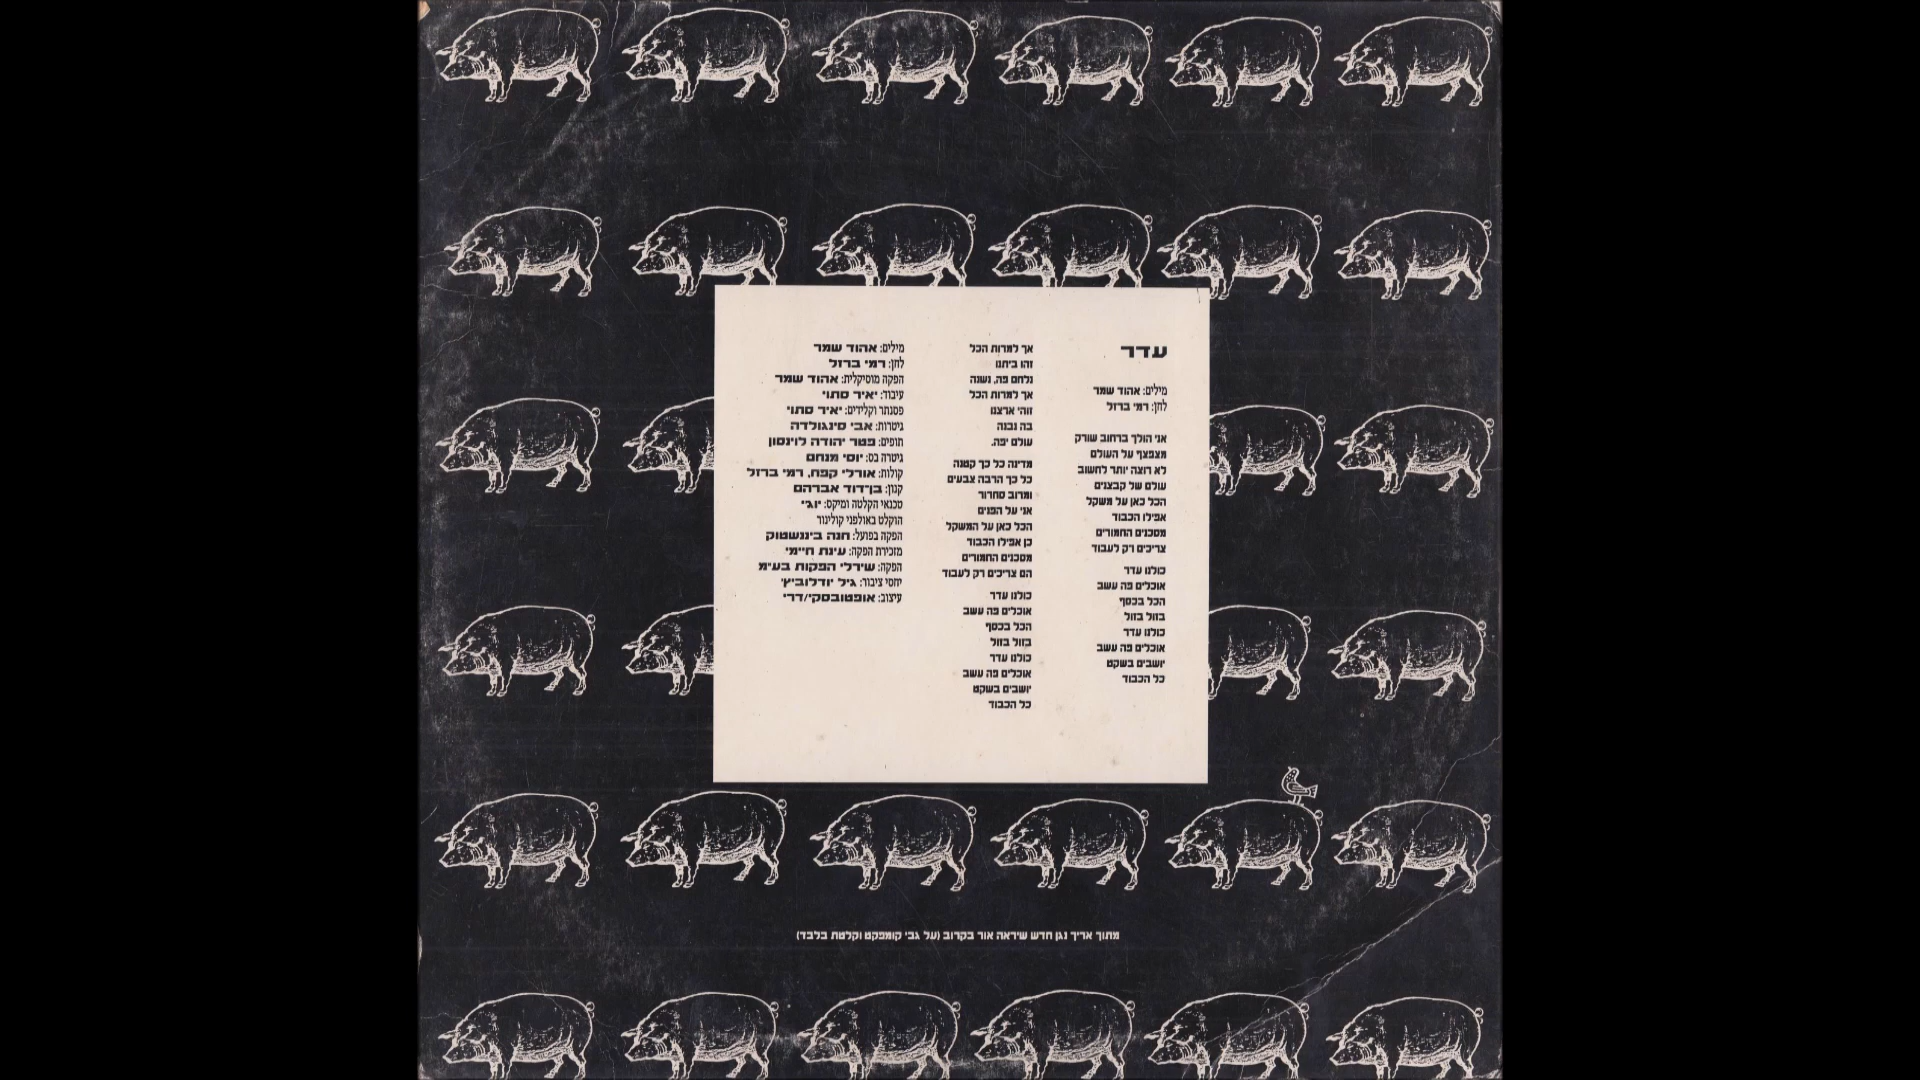 עדר
מילים: אהוד שמר
לחן: רמי ברזל
אני הולך ברחוב שורק
מצפצף על העולם
לא רוצה יותר לחשוב
עולם של קבצנים
הכל כאן על משקל
אפילו הכבוד
מסכנים החמורים
צריכים רק לעבוד
כולנו עדר
אוכלים פה עשב
הכל בכסף
בזול בזול
כולנו עדר
אוכלים פה עשב
יושבים בשקט
כל הכבוד
אך למרות הכל
זהו ביתנו
נלחם פה, נשנה
אך למרות הכל
זוהי ארצנו
בה נבנה
עולם יפה.
מדינה כל כך קטנה
כל כך הרבה צבעים
ומרוב סחרור
אני על הפנים
הכל כאן על המשקל
כן אפילו הכבוד
מסכנים החמורים
הם צריכים רק לעבוד
כולנו עדר
אוכלים פה עשב
הכל בכסף
בזול בזול
כולנו עדר
אוכלים פה עשב
יושבים בשקט
כל הכבוד
מילים: אהוד שמר
לחן: רמי ברזל
הפקה מוסיקלית: אהוד שמר
עיבוד: יאיר סתוי
פסנתר וקלידים: יאיר סתוי
גיטרות: אבי סינגולדה
תופים: פטר יהודה לוינסון
גיטרה בס: יוסי מנחם
קולות: אורלי קפח, רמי ברזל
קנון: בן־דוד אברהם
טכנאי הקלטה ומיקס: יוג'י
הוקלט באולפני קולינור
הפקה בפועל: חנה ביננשטוק
מזכירת הפקה: עינת חיימי
הפקה: שירלי הפקות בע"מ
יחסי ציבור: גיל יודלוביץ'
עיצוב: אופטובסקי/דרי
מתוך אריך נגן חדש שיראה אור בקרוב (על גבי קומפקט וקלטת בלבד)